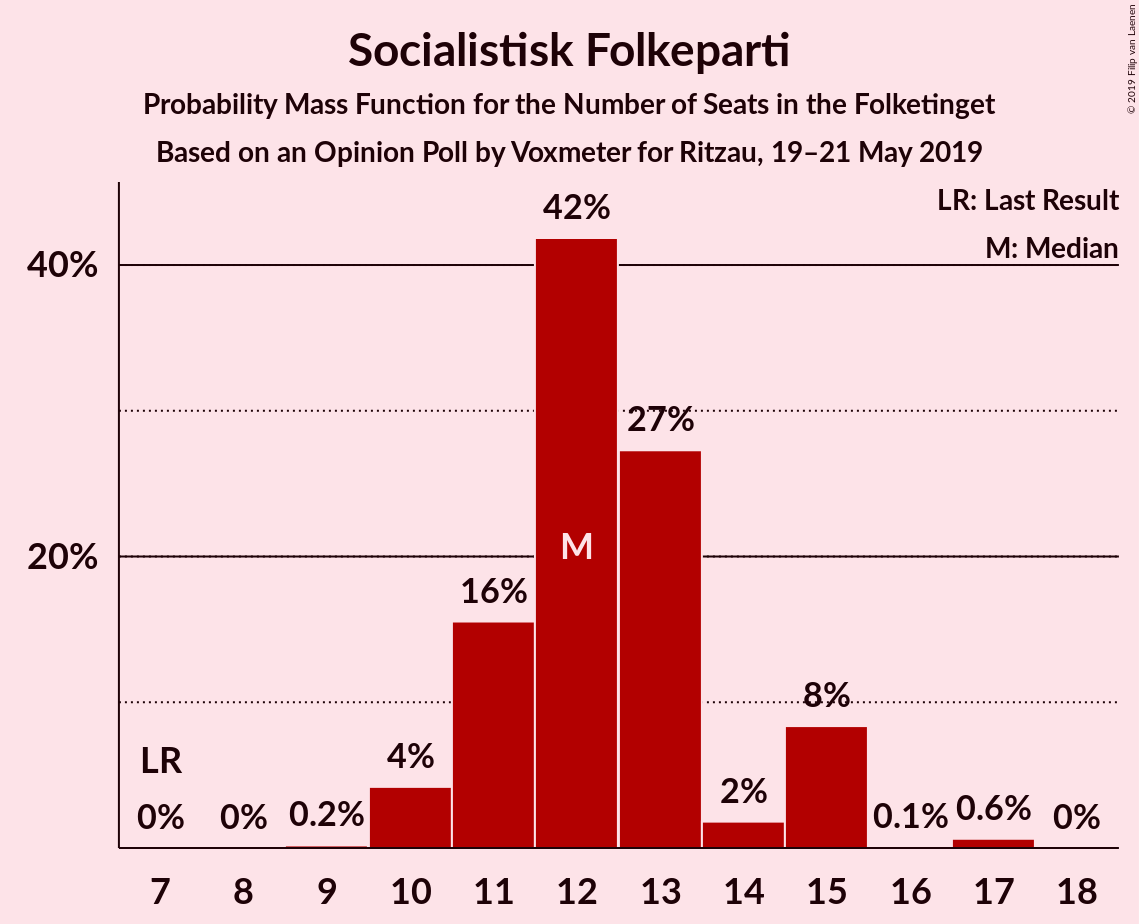 Socialistisk Folkeparti
Probability Mass Function for the Number of Seats in the Folketinget
Based on an Opinion Poll by Voxmeter for Ritzau, 19–21 May 2019
© 2019 Filip van Laenen
LR: Last Result
M: Median
40%
20%
42%
27%
M
16%
8%
LR
4%
2%
0%
0%
0.2%
0.1%
0.6%
0%
7 8 9 10 11 12 13 14 15 16 17 18